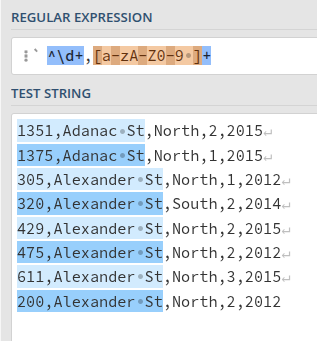 REGULAR EXPRESSION
⋮` ^\d+,[a-zA-Z0-9 ]+
TEST STRING
1351,Adanac·St,North,2,2015↵
1375,Adanac·St,North,1,2015↵
305,Alexander·St,North,1,2012↵
320,Alexander·St,South,2,2014↵
429,Alexander·St,North,2,2015↵
475,Alexander·St,North,2,2012↵
611,Alexander·St,North,3,2015↵
200,Alexander·St,North,2,2012